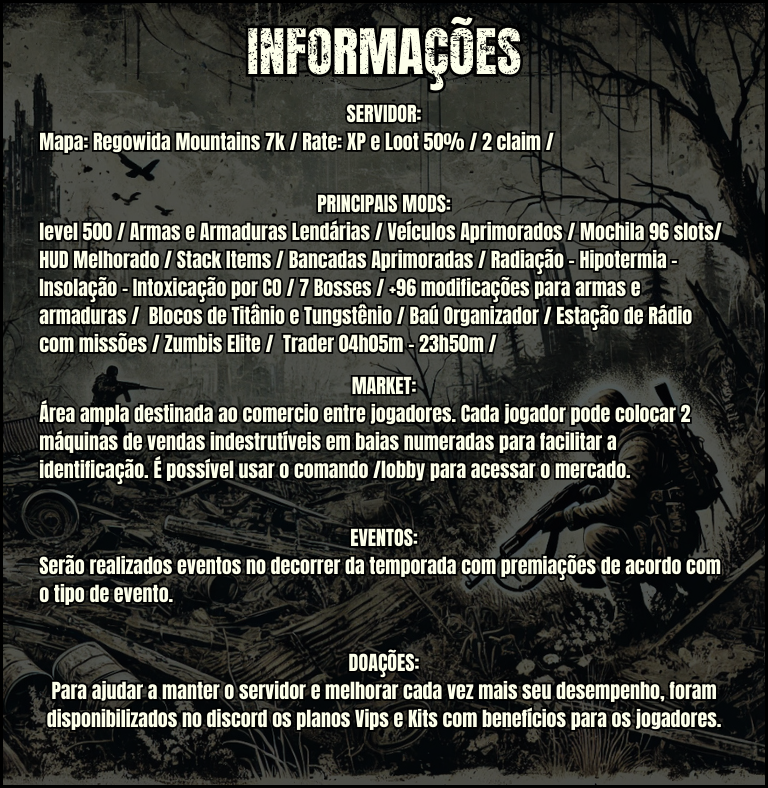 INFORMAÇÕES
SERVIDOR:
Mapa: Regowida Mountains 7k / Rate: XP e Loot 50% / 2 claim /
PRINCIPAIS MODS:
level 500 / Armas e Armaduras Lendárias / Veículos Aprimorados / Mochila 96 slots/
HUD Melhorado / Stack Items / Bancadas Aprimoradas / Radiação - Hipotermia -
Insolação - Intoxicação por CO / 7 Bosses / +96 modificações para armas e
armaduras / Blocos de Titânio e Tungstênio / Baú Organizador / Estação de Rádio
com missões / Zumbis Elite / Trader 04h05m - 23h50m /
MARKET:
Área ampla destinada ao comercio entre jogadores. Cada jogador pode colocar 2
máquinas de vendas indestrutíveis em baias numeradas para facilitar a
identificação. É possível usar o comando /lobby para acessar o mercado.
EVENTOS:
Serão realizados eventos no decorrer da temporada com premiações de acordo com
o tipo de evento.
DOAÇÕES:
Para ajudar a manter o servidor e melhorar cada vez mais seu desempenho, foram
disponibilizados no discord os planos Vips e Kits com benefícios para os jogadores.